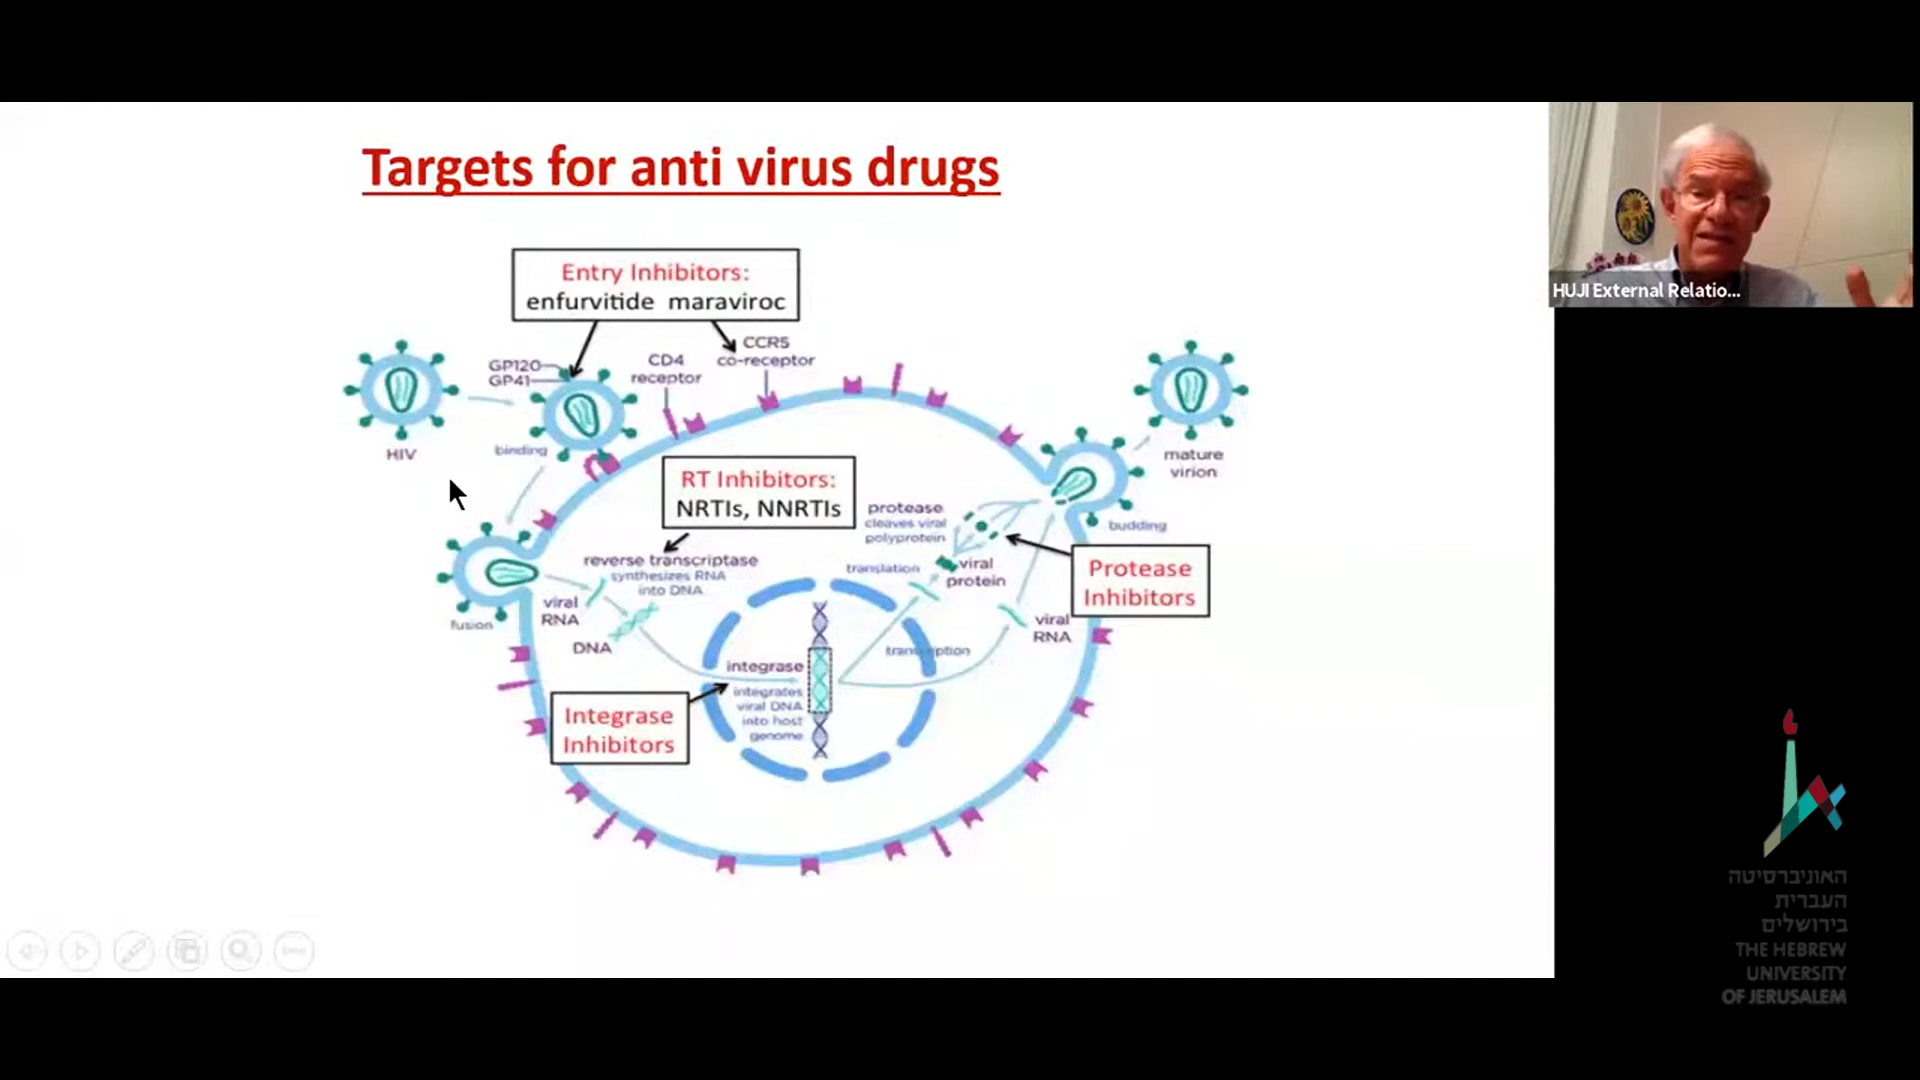 Targets for anti virus drugs
Entry Inhibitors:
enfurvitide maraviroc
GP120
GP41
CD4
receptor
CCR5
co-receptor
HIV
binding
RT Inhibitors:
NRTIs, NNRTIs
reverse transcriptase
synthesizes RNA
into DNA
viral
RNA
DNA
fusion
integrase
integrates
viral DNA
into host
genome
Integrase
Inhibitors
transcription
translation
protease
cleaves viral
polyprotein
viral
protein
viral
RNA
Protease
Inhibitors
budding
mature
virion
HUJI External Relatio...
האוניברסיטה
העברית
בירושלים
THE HEBREW
UNIVERSITY
OF JERUSALEM